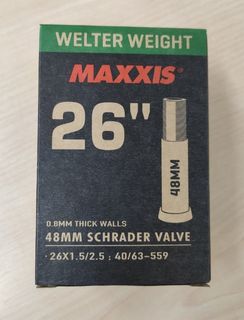 WELTER WEIGHT
MAXXIS®
26"
48MM
0.8MM THICK WALLS
48MM SCHRADER VALVE
· 26X1.5/2.5 : 40/63-559